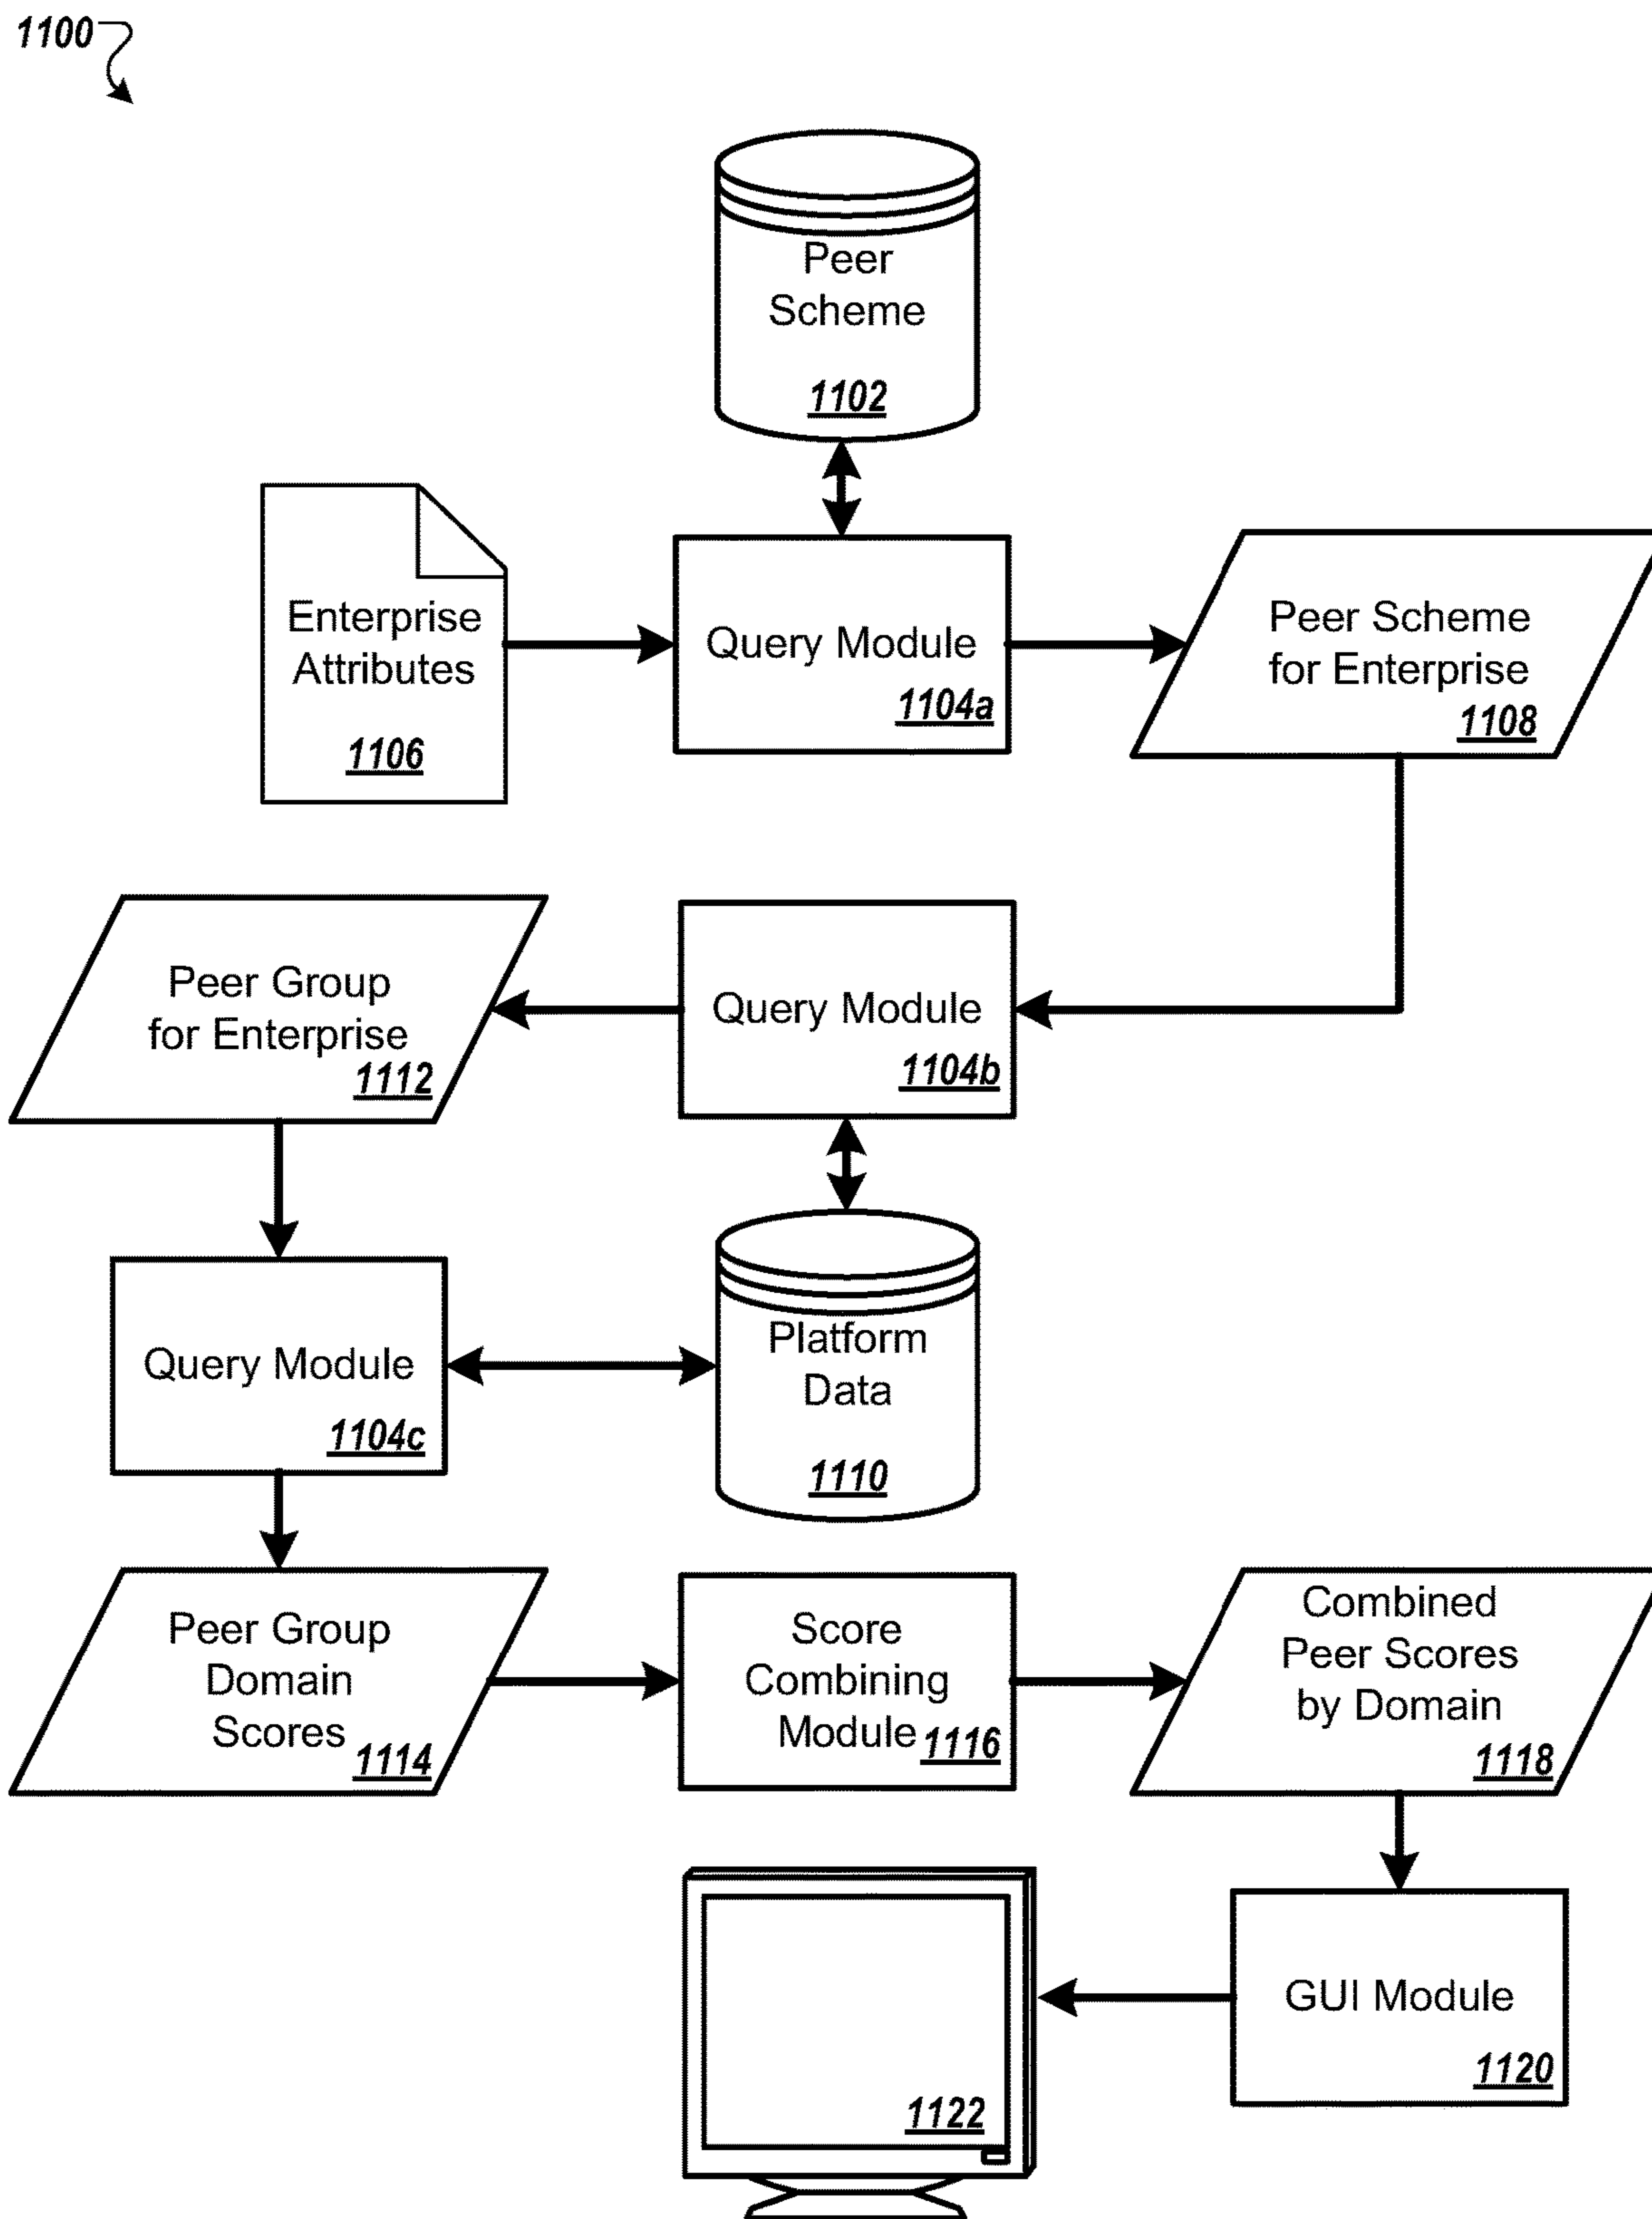 1100
Peer
Scheme
1102
Enterprise
Attributes
1106
Query Module
1104a
Peer Scheme
for Enterprise
1108
Peer Group
for Enterprise
1112
Query Module
1104b
Query Module
1104c
Platform
Data
1110
Peer Group
Domain
Scores
1114
Score
Combining
Module
1116
Combined
Peer Scores
by Domain
1118
GUI Module
1120
1122